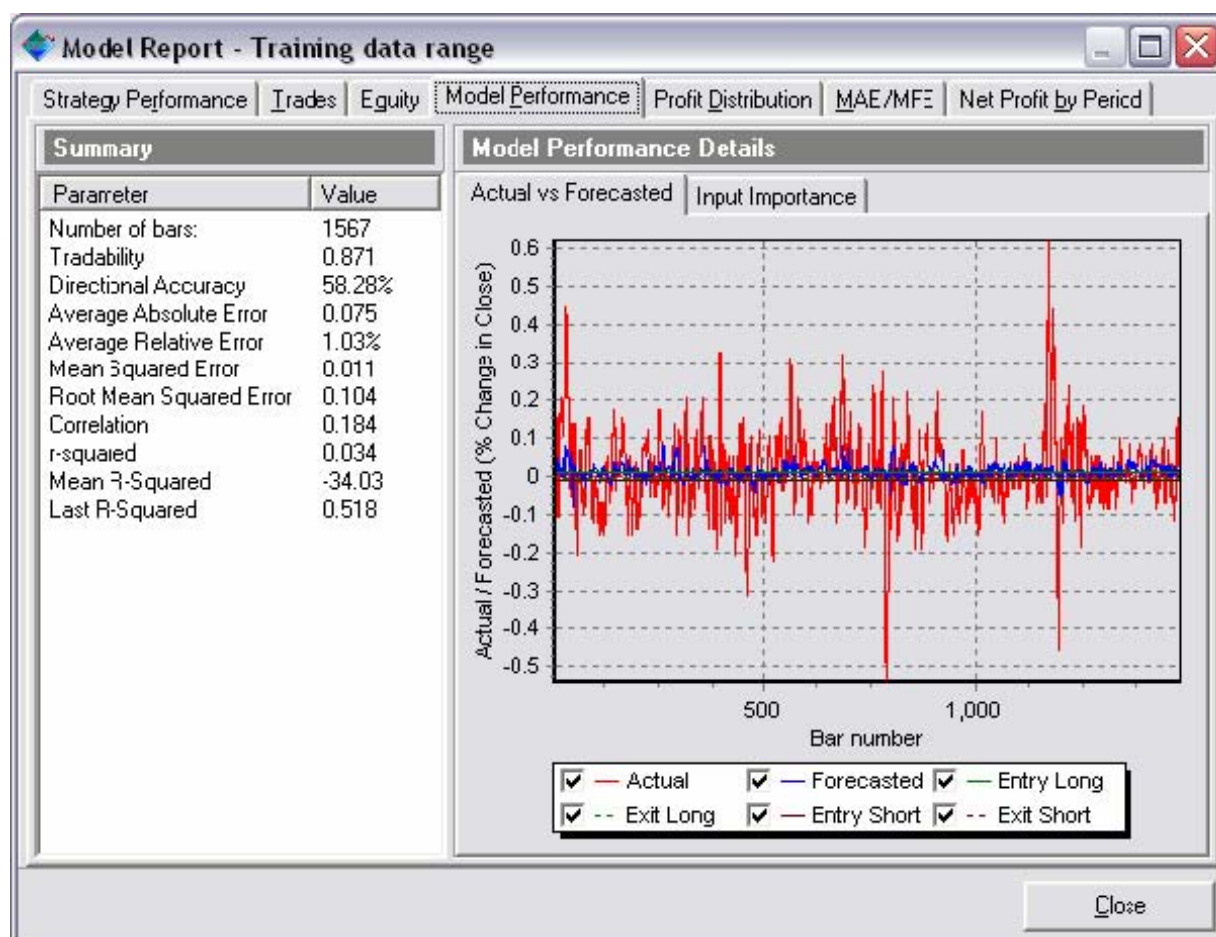 Model Report - Training data range
Strategy Performance Trades Equity Model Performance Profit Distribution MAE/MFE Net Profit by Period
Summary
Parameter Value
Number of bars: 1567
Tradability 0.871
Directional Accuracy 58.28%
Average Absolute Error 0.075
Average Relative Error 1.03%
Mean Squared Error 0.011
Root Mean Squared Error 0.104
Correlation 0.184
r-squared 0.034
Mean R-Squared -34.03
Last R-Squared 0.518
Model Performance Details
Actual vs Forecasted Input Importance
Actual / Forecasted (% Change in Close)
0.6
0.5
0.4
0.3
0.2
0.1
0
-0.1
-0.2
-0.3
-0.4
-0.5
500 1,000
Bar number
Actual Forecasted Entry Long
Exit Long Entry Short Exit Short
Close